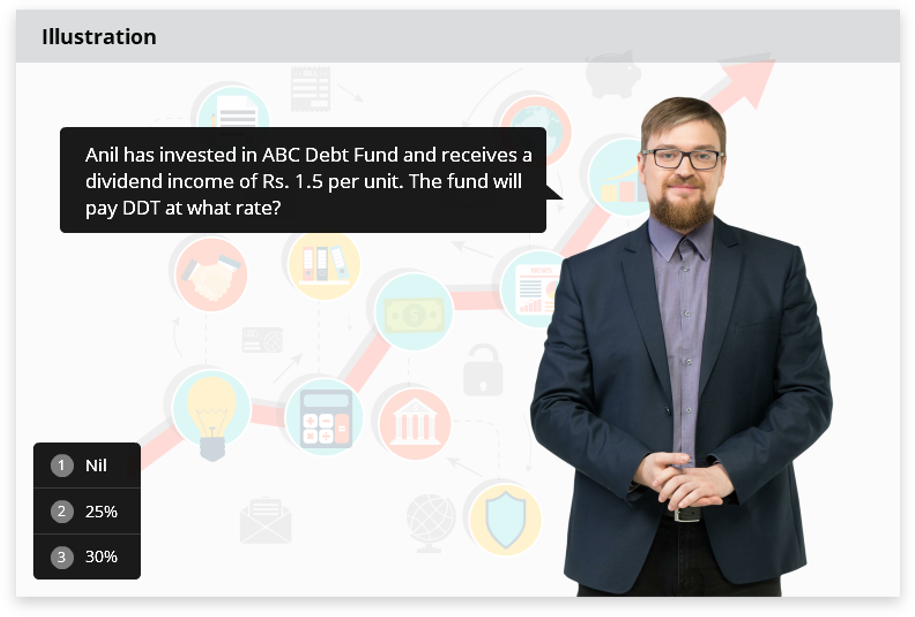 Illustration
Anil has invested in ABC Debt Fund and receives a
dividend income of Rs. 1.5 per unit. The fund will
pay DDT at what rate?
NEWS
1 Nil
2 25%
3 30%